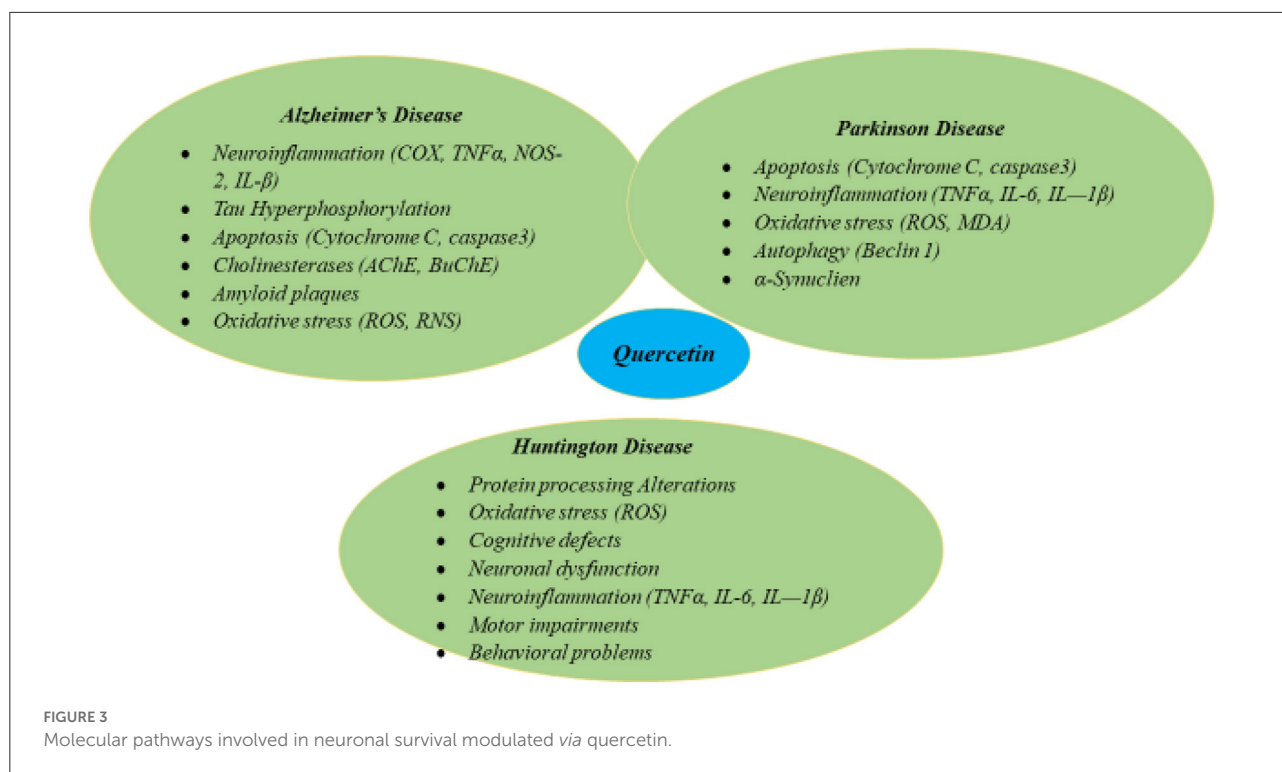 Alzheimer's Disease
• Neuroinflammation (COX, TNFα, NOS-
2, IL-β)
• Tau Hyperphosphorylation
• Apoptosis (Cytochrome C, caspase3)
• Cholinesterases (AChE, BuChE)
• Amyloid plaques
• Oxidative stress (ROS, RNS)
Parkinson Disease
• Apoptosis (Cytochrome C, caspase3)
• Neuroinflammation (TNFα, IL-6, IL—1β)
• Oxidative stress (ROS, MDA)
• Autophagy (Beclin 1)
• α-Synuclien
Quercetin
Huntington Disease
• Protein processing Alterations
• Oxidative stress (ROS)
• Cognitive defects
• Neuronal dysfunction
• Neuroinflammation (TNFα, IL-6, IL—1β)
• Motor impairments
• Behavioral problems
FIGURE 3
Molecular pathways involved in neuronal survival modulated via quercetin.